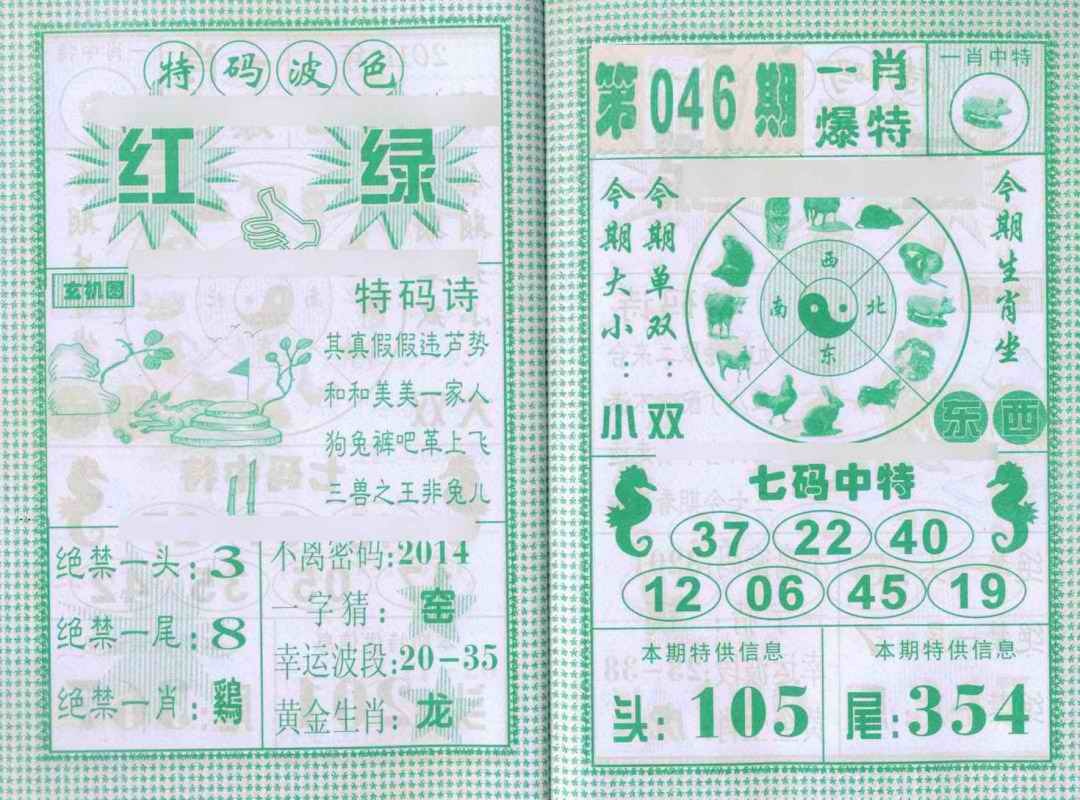 特码波色
红 绿
玄机图
特码诗
其真假假违芦势
和和美美一家人
狗兔裤吧革上飞
三兽之王非兔儿
绝禁一头:3
绝禁一尾:8
绝禁一肖:鷄
不离密码:2014
一字猜:窑
幸运波段:20-35
黄金生肖:龙
第046期
一肖
爆特
一肖中特
今期大小:小
今期单双:双
西
南 北
东
今期生肖坐
东西
七码中特
37 22 40
12 06 45 19
本期特供信息
头:105
本期特供信息
尾:354